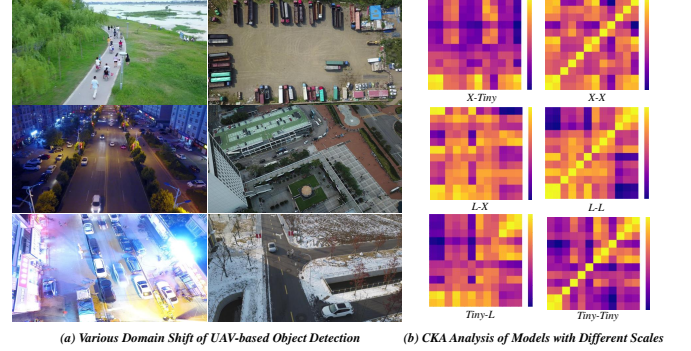 X-Tiny
X-X
L-X
L-L
Tiny-L
Tiny-Tiny
(a) Various Domain Shift of UAV-based Object Detection
(b) CKA Analysis of Models with Different Scales